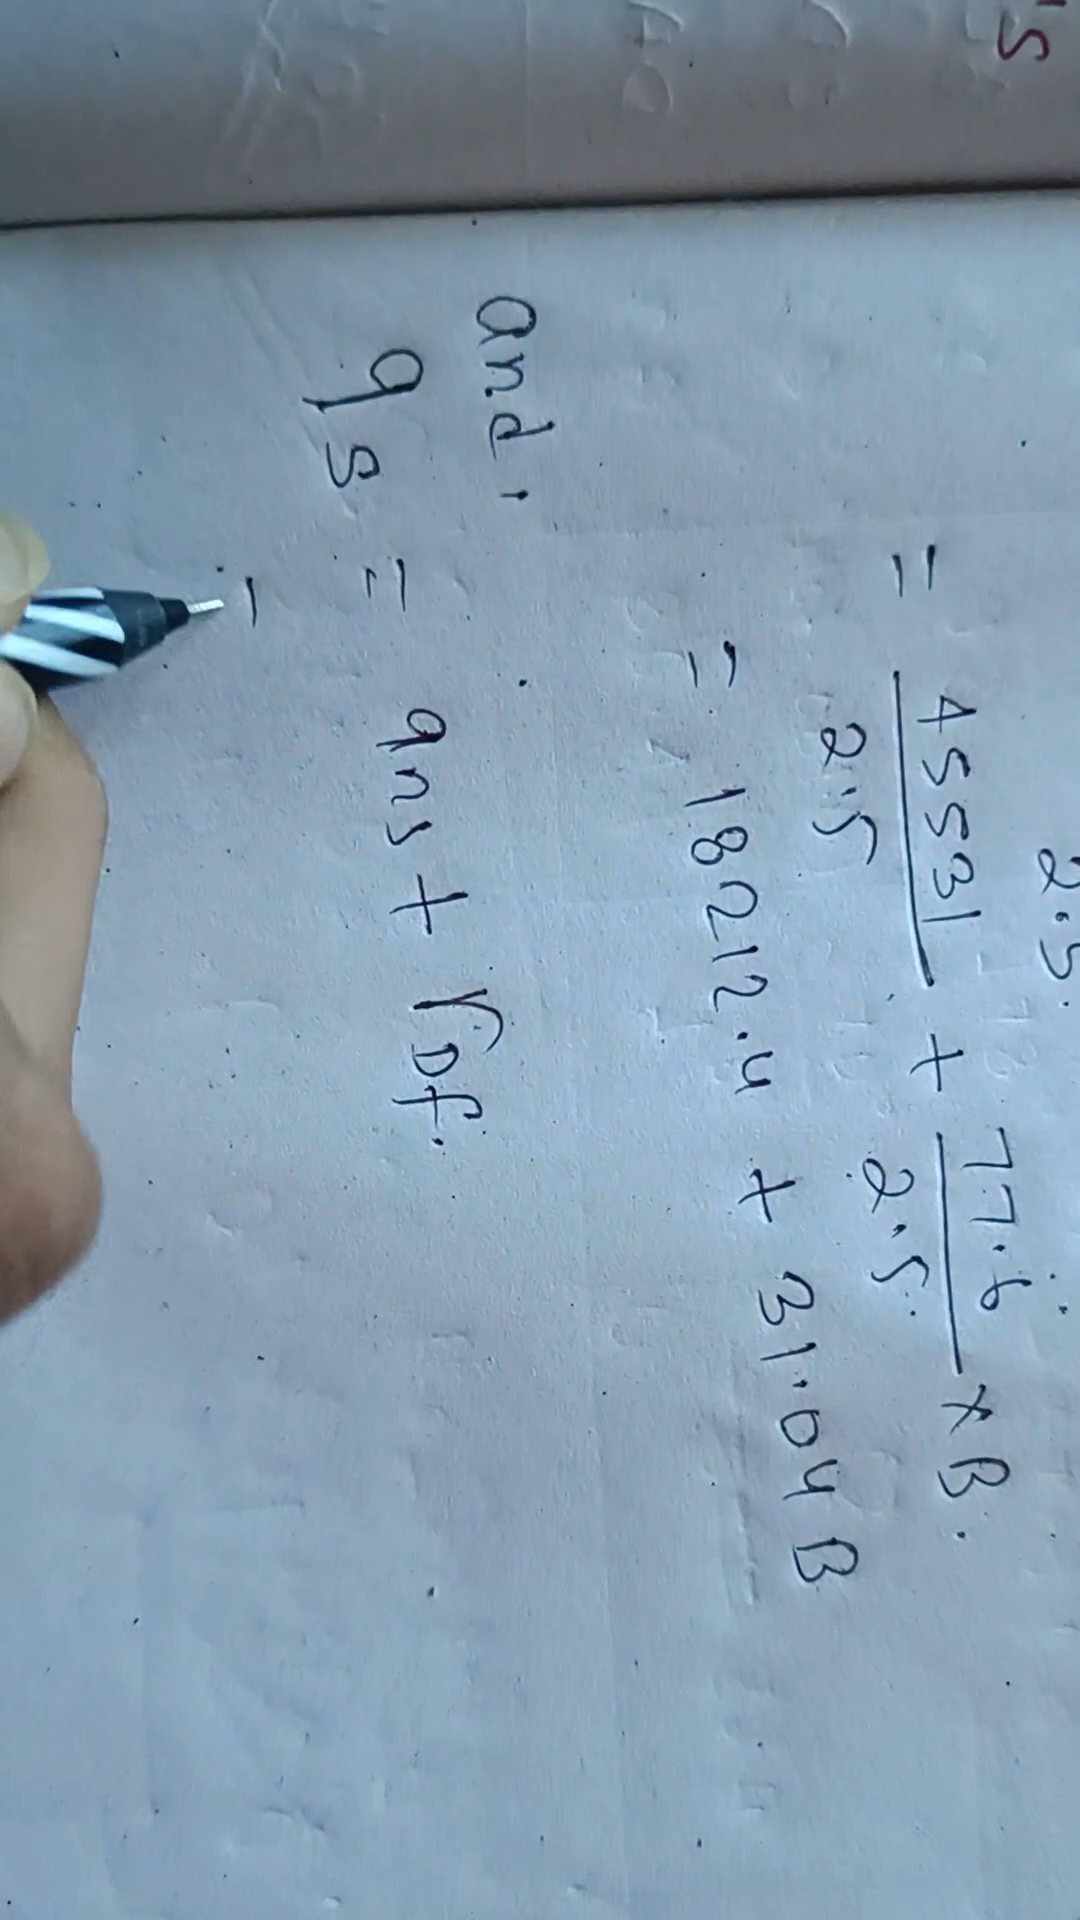 's
2.5.
= 45531/2.5 + 77.6/2.5 × B.
= 18212.4 + 31.04 B
and,
qs = qns + γDf.
=